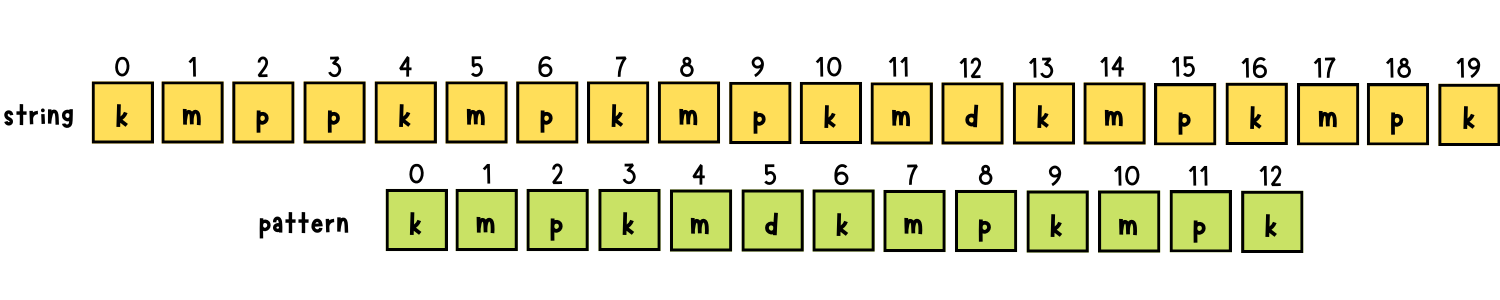 0 1 2 3 4 5 6 7 8 9 10 11 12 13 14 15 16 17 18 19
string k m p p k m p k m p k m d k m p k m p k
0 1 2 3 4 5 6 7 8 9 10 11 12
pattern k m p k m d k m p k m p k